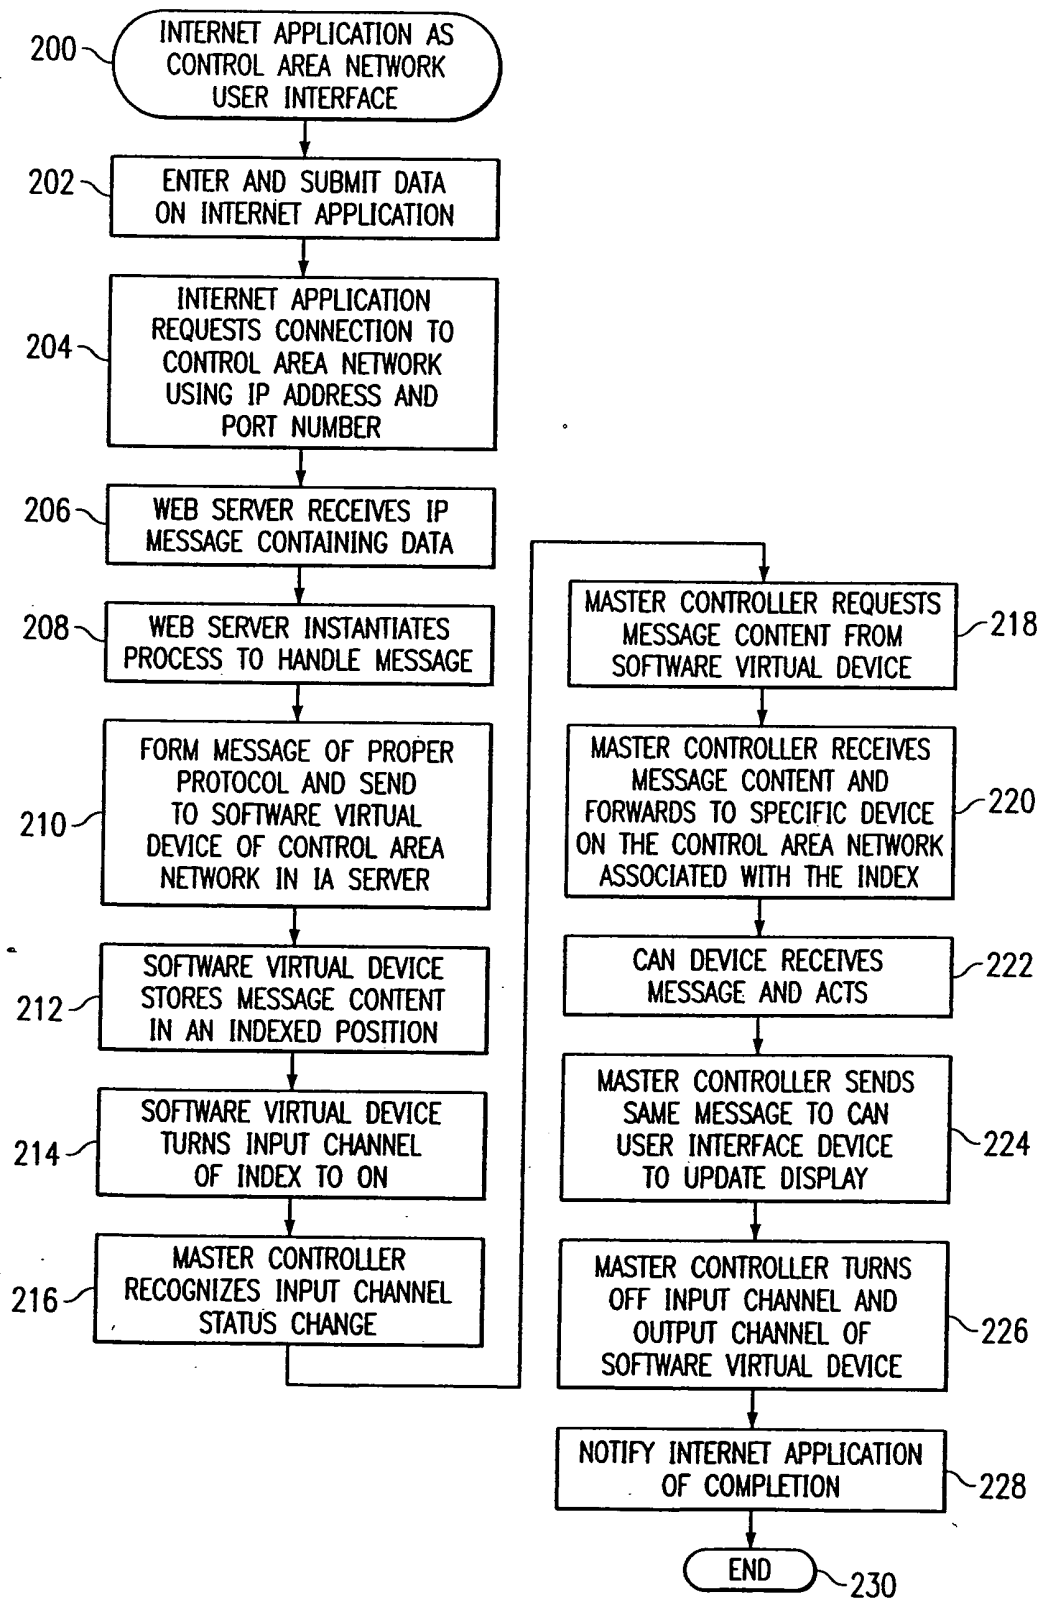 200
INTERNET APPLICATION AS
CONTROL AREA NETWORK
USER INTERFACE
202
ENTER AND SUBMIT DATA
ON INTERNET APPLICATION
204
INTERNET APPLICATION
REQUESTS CONNECTION TO
CONTROL AREA NETWORK
USING IP ADDRESS AND
PORT NUMBER
206
WEB SERVER RECEIVES IP
MESSAGE CONTAINING DATA
208
WEB SERVER INSTANTIATES
PROCESS TO HANDLE MESSAGE
210
FORM MESSAGE OF PROPER
PROTOCOL AND SEND
TO SOFTWARE VIRTUAL
DEVICE OF CONTROL AREA
NETWORK IN IA SERVER
212
SOFTWARE VIRTUAL DEVICE
STORES MESSAGE CONTENT
IN AN INDEXED POSITION
214
SOFTWARE VIRTUAL DEVICE
TURNS INPUT CHANNEL
OF INDEX TO ON
216
MASTER CONTROLLER
RECOGNIZES INPUT CHANNEL
STATUS CHANGE
MASTER CONTROLLER REQUESTS
MESSAGE CONTENT FROM
SOFTWARE VIRTUAL DEVICE
218
MASTER CONTROLLER RECEIVES
MESSAGE CONTENT AND
FORWARDS TO SPECIFIC DEVICE
ON THE CONTROL AREA NETWORK
ASSOCIATED WITH THE INDEX
220
CAN DEVICE RECEIVES
MESSAGE AND ACTS
222
MASTER CONTROLLER SENDS
SAME MESSAGE TO CAN
USER INTERFACE DEVICE
TO UPDATE DISPLAY
224
MASTER CONTROLLER TURNS
OFF INPUT CHANNEL AND
OUTPUT CHANNEL OF
SOFTWARE VIRTUAL DEVICE
226
NOTIFY INTERNET APPLICATION
OF COMPLETION
228
END
230